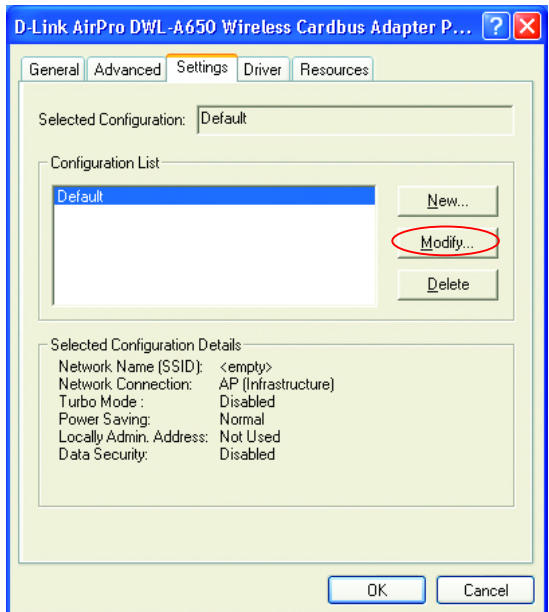 D-Link AirPro DWL-A650 Wireless Cardbus Adapter P...
General Advanced Settings Driver Resources
Selected Configuration: Default
Configuration List
Default
New...
Modify...
Delete
Selected Configuration Details
Network Name (SSID): <empty>
Network Connection: AP (Infrastructure)
Turbo Mode : Disabled
Power Saving: Normal
Locally Admin. Address: Not Used
Data Security: Disabled
OK Cancel